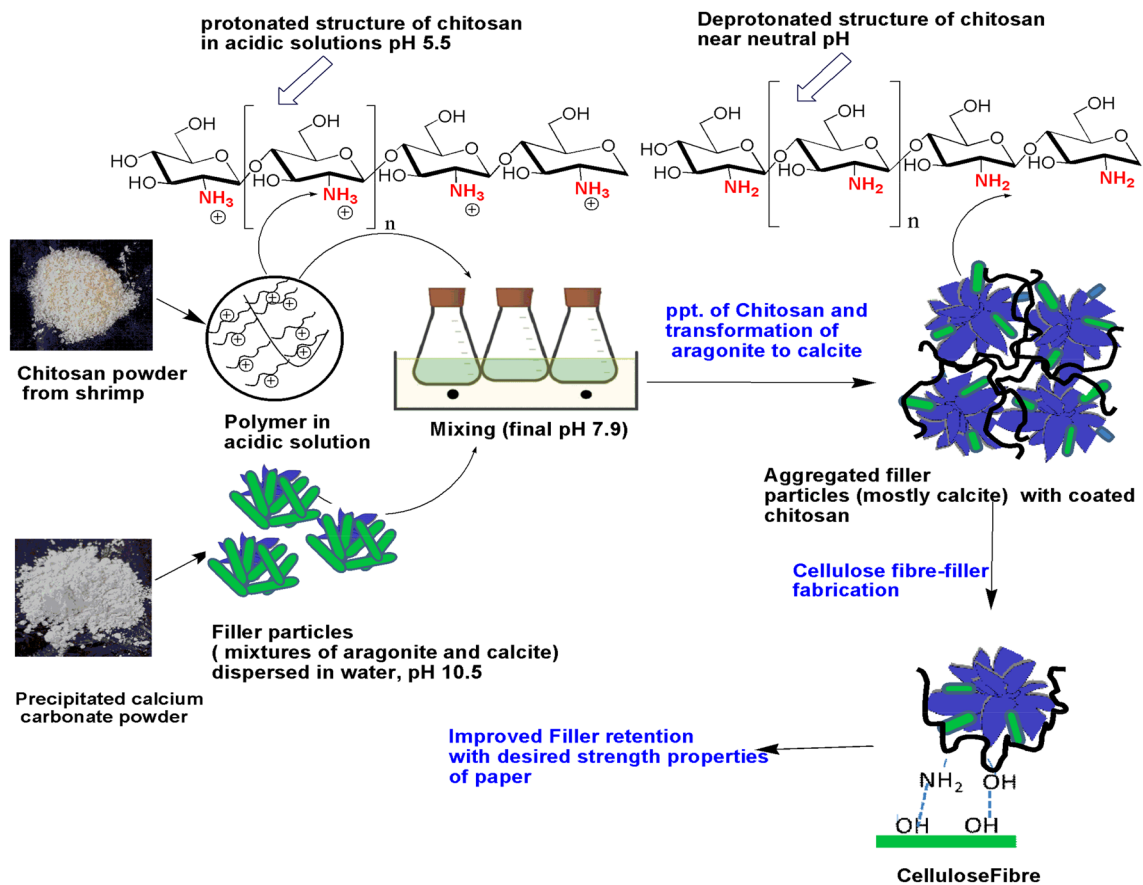 protonated structure of chitosan
in acidic solutions pH 5.5
Deprotonated structure of chitosan
near neutral pH
OH
HO
O
HO
NH3
⊕
O
OH
O
HO
NH3
⊕
n
O
OH
O
HO
NH3
⊕
O
OH
O
HO
NH3
⊕
OH
HO
O
HO
NH2
O
OH
O
HO
NH2
n
O
OH
O
HO
NH2
O
OH
O
HO
NH2
Chitosan powder
from shrimp
Polymer in
acidic solution
Mixing (final pH 7.9)
ppt. of Chitosan and
transformation of
aragonite to calcite
Aggregated filler
particles (mostly calcite) with coated
chitosan
Cellulose fibre-filler
fabrication
Filler particles
( mixtures of aragonite and calcite)
dispersed in water, pH 10.5
Precipitated calcium
carbonate powder
Improved Filler retention
with desired strength properties
of paper
NH2 OH
OH OH
CelluloseFibre